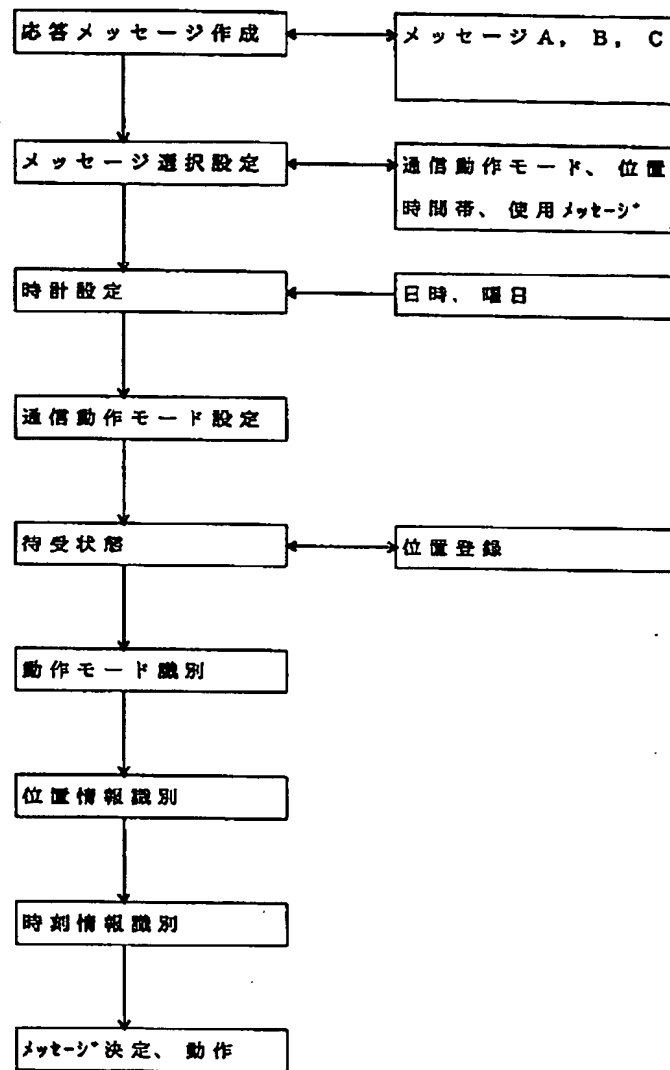 応答メッセージ作成
メッセージA, B, C
メッセージ選択設定
通信動作モード、位置
時間帯、使用メッセージ
時計設定
日時、曜日
通信動作モード設定
待受状態
位置登録
動作モード識別
位置情報識別
時刻情報識別
メッセージ決定、動作